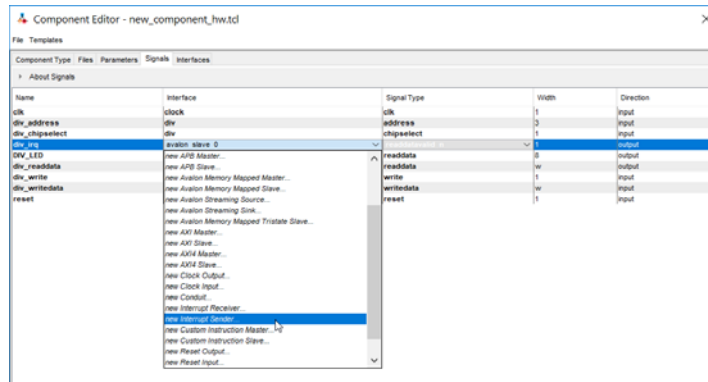 Component Editor - new_component_hw.tcl
File Templates
Component Type Files Parameters Signals Interfaces
About Signals
Name Interface Signal Type Width Direction
clk clock clk 1 input
div_address div address 3 input
div_chipselect div chipselect 1 input
div_irq avalon_slave_0 readdatavalid_n 1 output
DIV_LED new APB Master... readdata 8 output
div_readdata new APB Slave... readdata w output
div_write new Avalon Memory Mapped Master... write 1 input
div_writedata new Avalon Memory Mapped Slave... writedata w input
reset new Avalon Streaming Source... reset 1 input
new Avalon Streaming Sink...
new Avalon Memory Mapped Tristate Slave...
new AXI Master...
new AXI Slave...
new AXI4 Master...
new AXI4 Slave...
new Clock Output...
new Clock Input...
new Conduit...
new Interrupt Receiver...
new Interrupt Sender...
new Custom Instruction Master...
new Custom Instruction Slave...
new Reset Output...
new Reset Input...